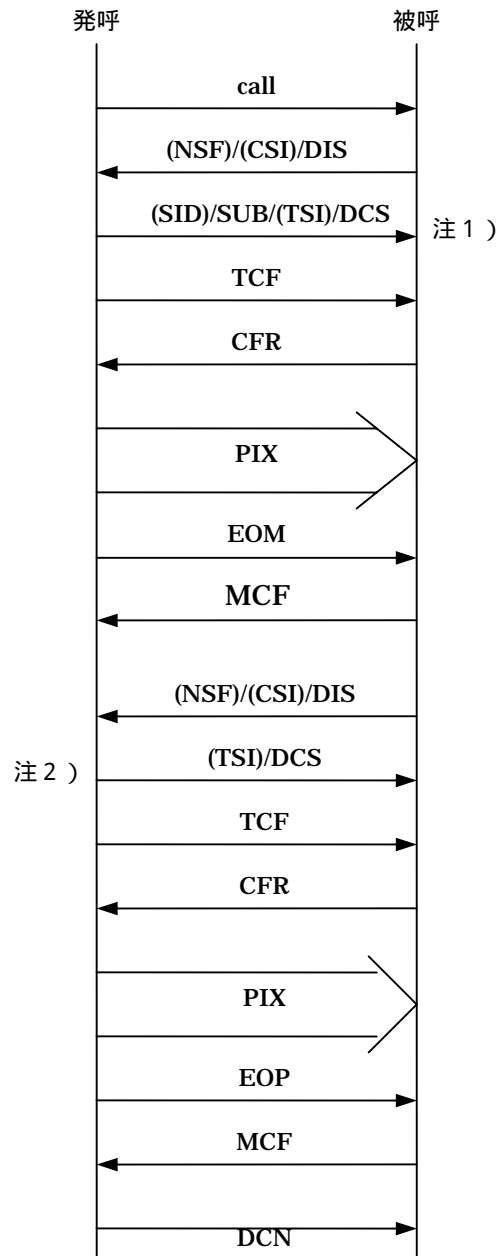 発呼 被呼
call
(NSF)/(CSI)/DIS
(SID)/SUB/(TSI)/DCS 注１）
TCF
CFR
PIX
EOM
MCF
(NSF)/(CSI)/DIS
注２） (TSI)/DCS
TCF
CFR
PIX
EOP
MCF
DCN